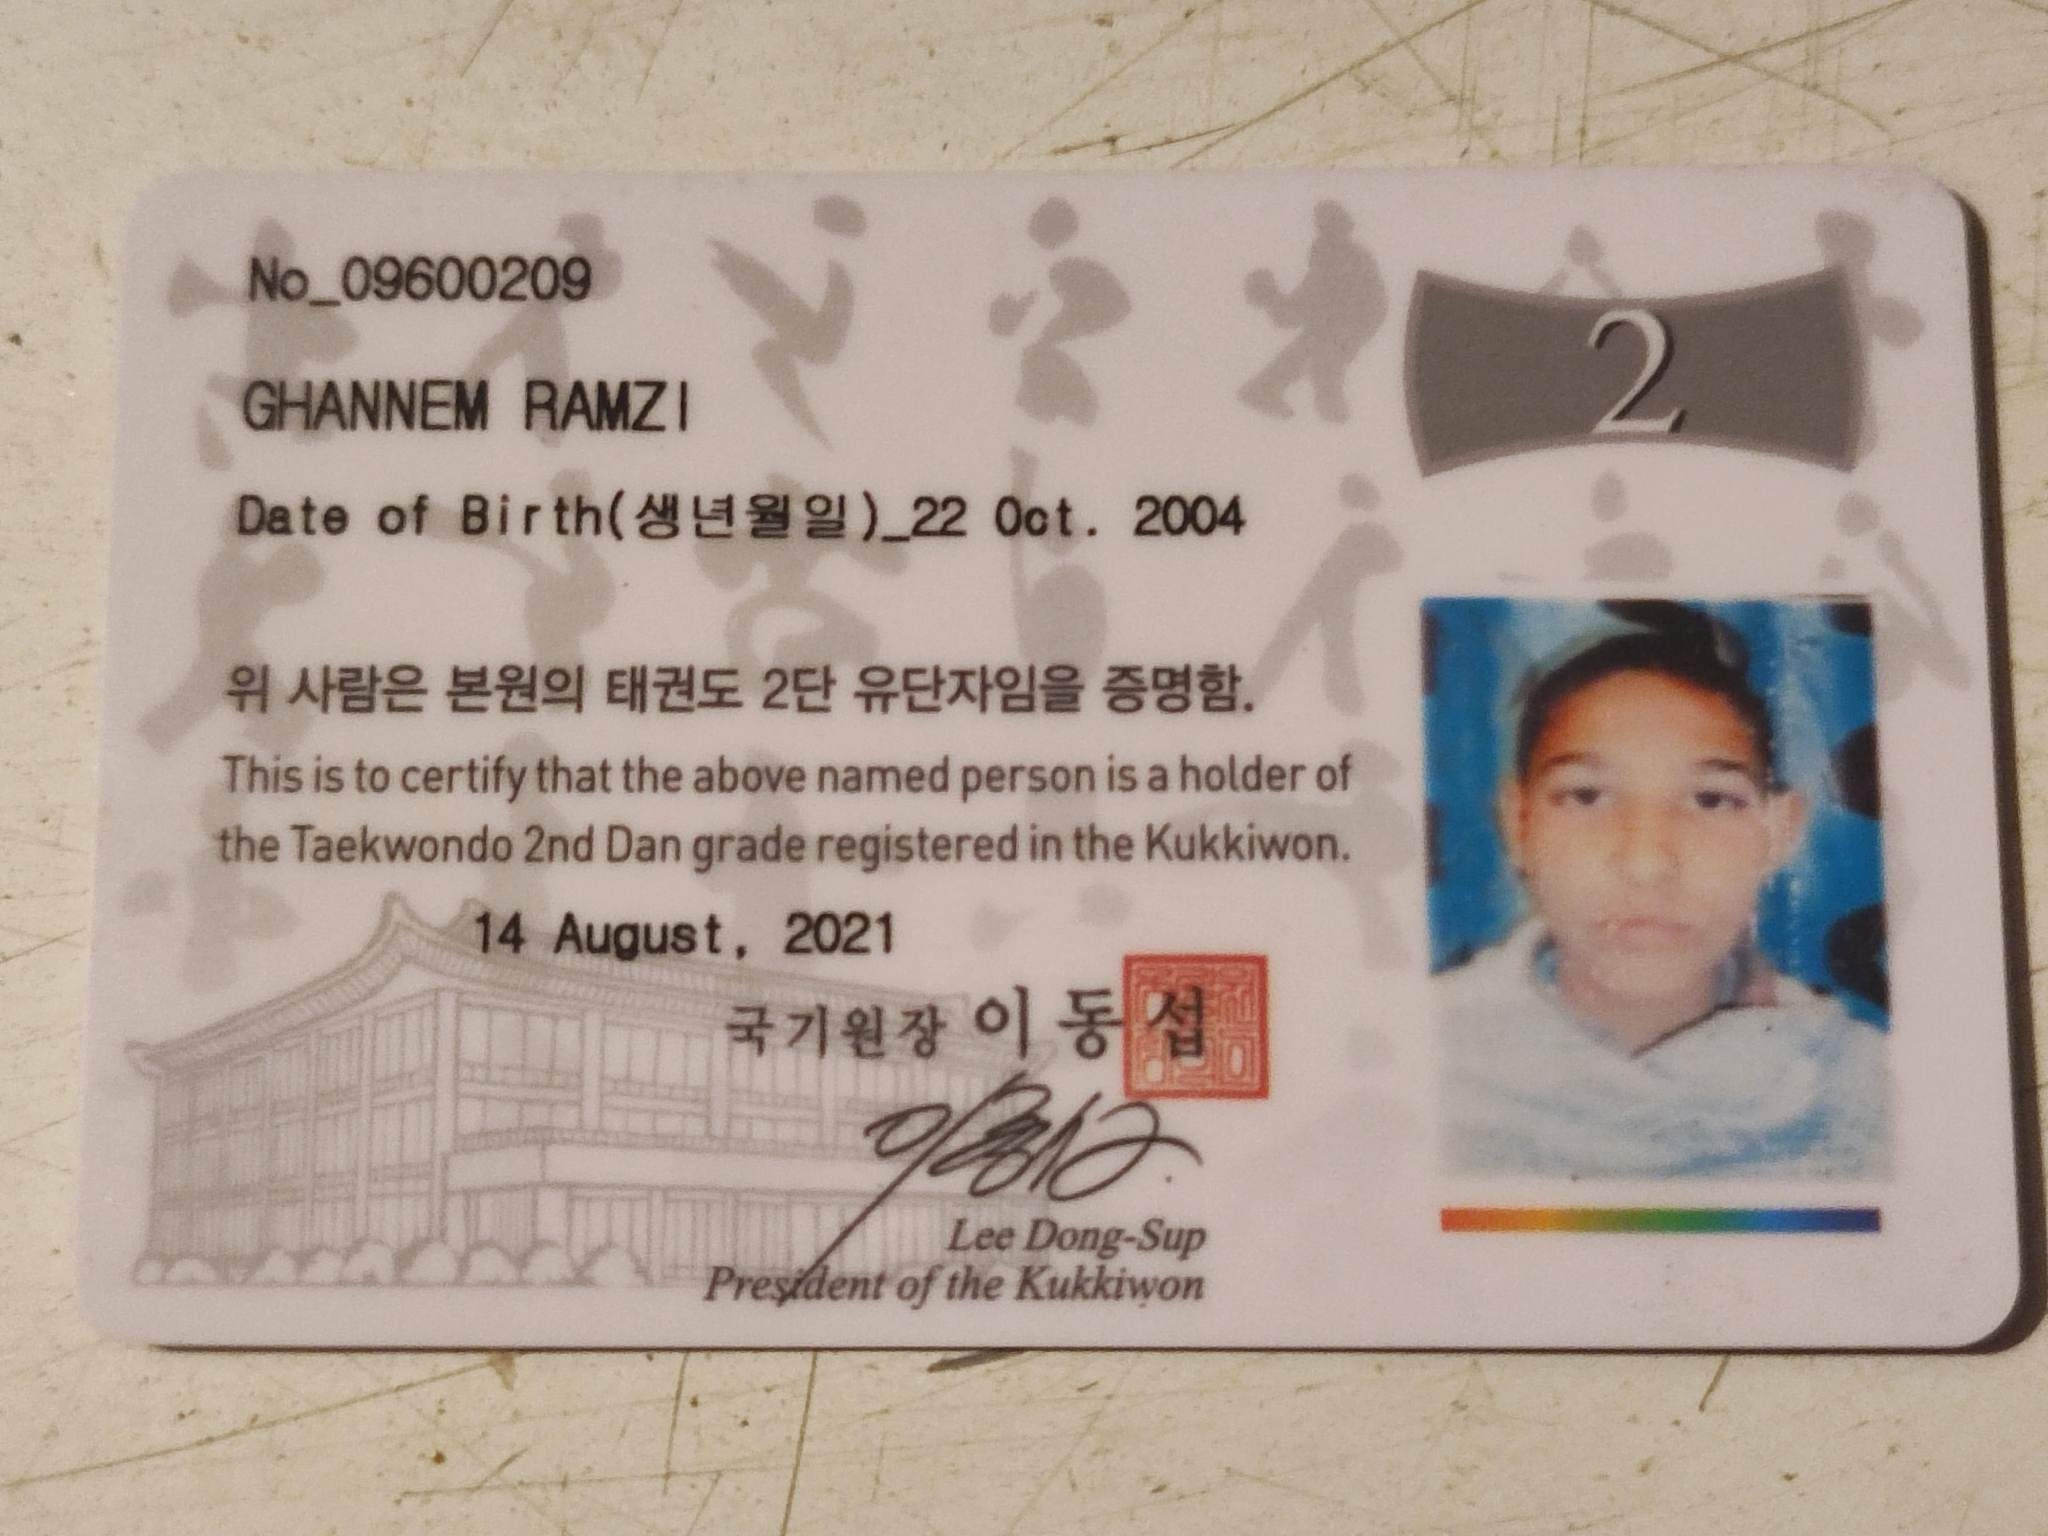 No_09600209
2
GHANNEM RAMZI
Date of Birth(생년월일)_22 Oct. 2004
위 사람은 본원의 태권도 2단 유단자임을 증명함.
This is to certify that the above named person is a holder of
the Taekwondo 2nd Dan grade registered in the Kukkiwon.
14 August, 2021
국기원장 이동섭
Lee Dong-Sup
President of the Kukkiwon